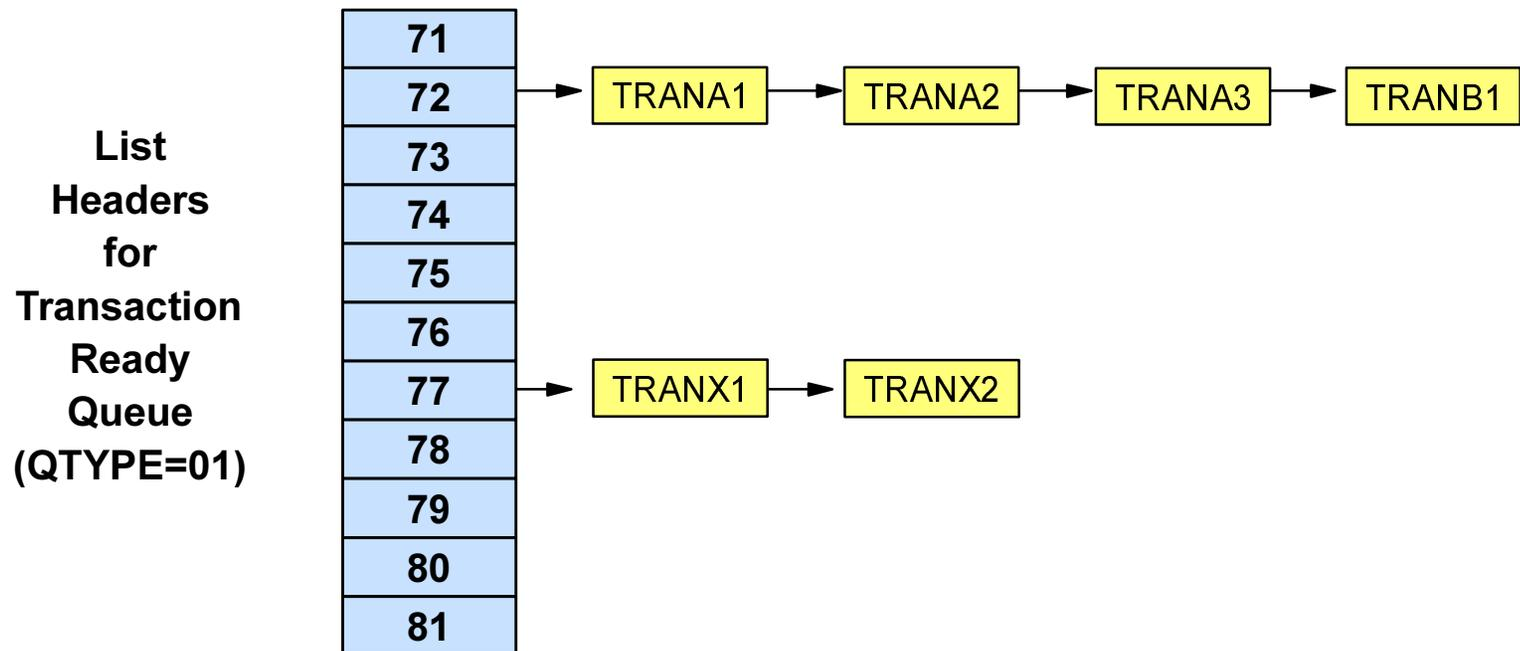 List
Headers
for
Transaction
Ready
Queue
(QTYPE=01)
71
72 TRANA1 TRANA2 TRANA3 TRANB1
73
74
75
76
77 TRANX1 TRANX2
78
79
80
81